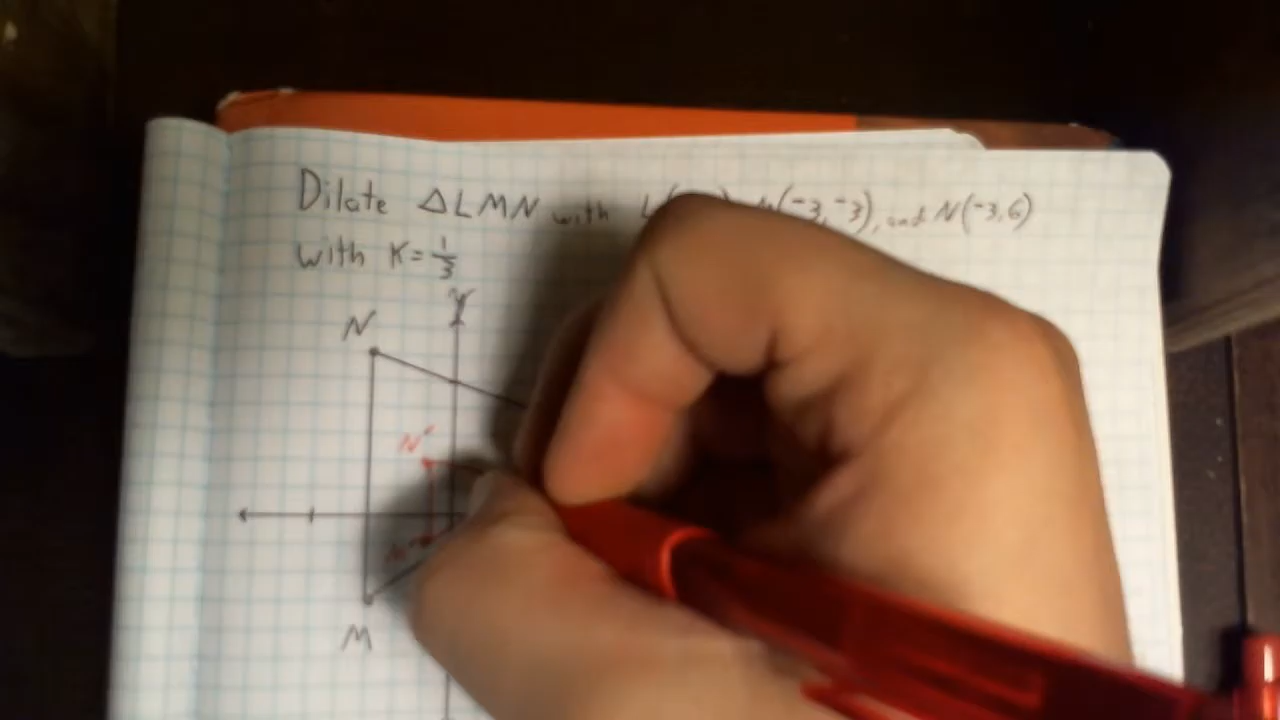 Dilate △LMN with L( M(-3,-3), and N(-3,6)
with K=1/3
Y
N
N'
M